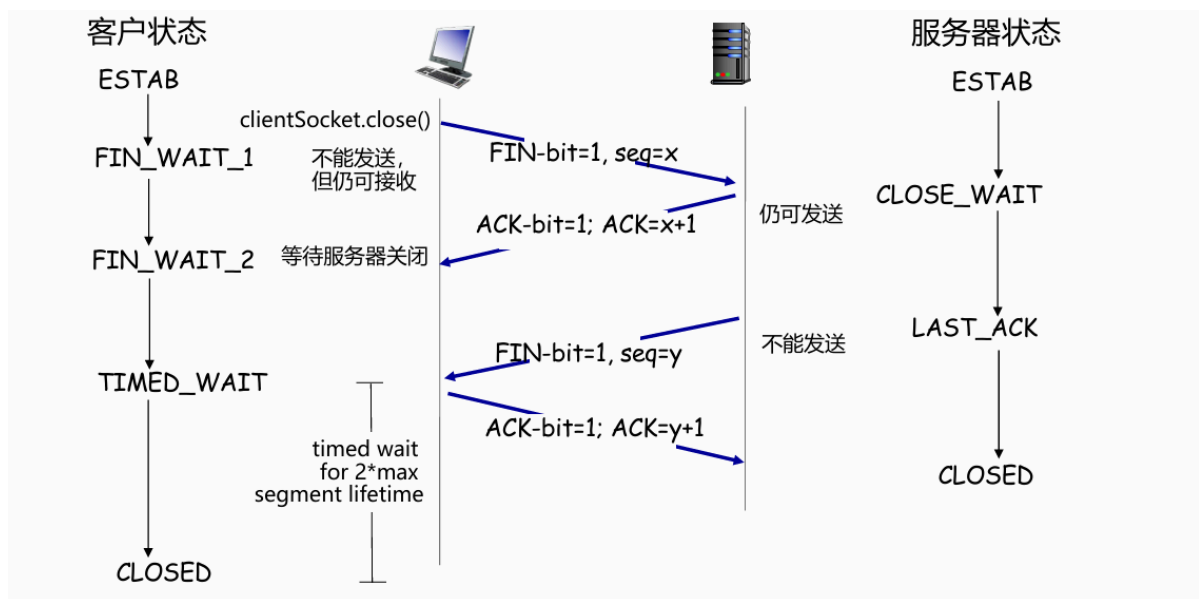 客户状态
服务器状态
ESTAB
ESTAB
clientSocket.close()
FIN-bit=1, seq=x
FIN_WAIT_1
不能发送，
但仍可接收
CLOSE_WAIT
仍可发送
ACK-bit=1; ACK=x+1
FIN_WAIT_2
等待服务器关闭
LAST_ACK
不能发送
FIN-bit=1, seq=y
TIMED_WAIT
ACK-bit=1; ACK=y+1
timed wait
for 2*max
segment lifetime
CLOSED
CLOSED